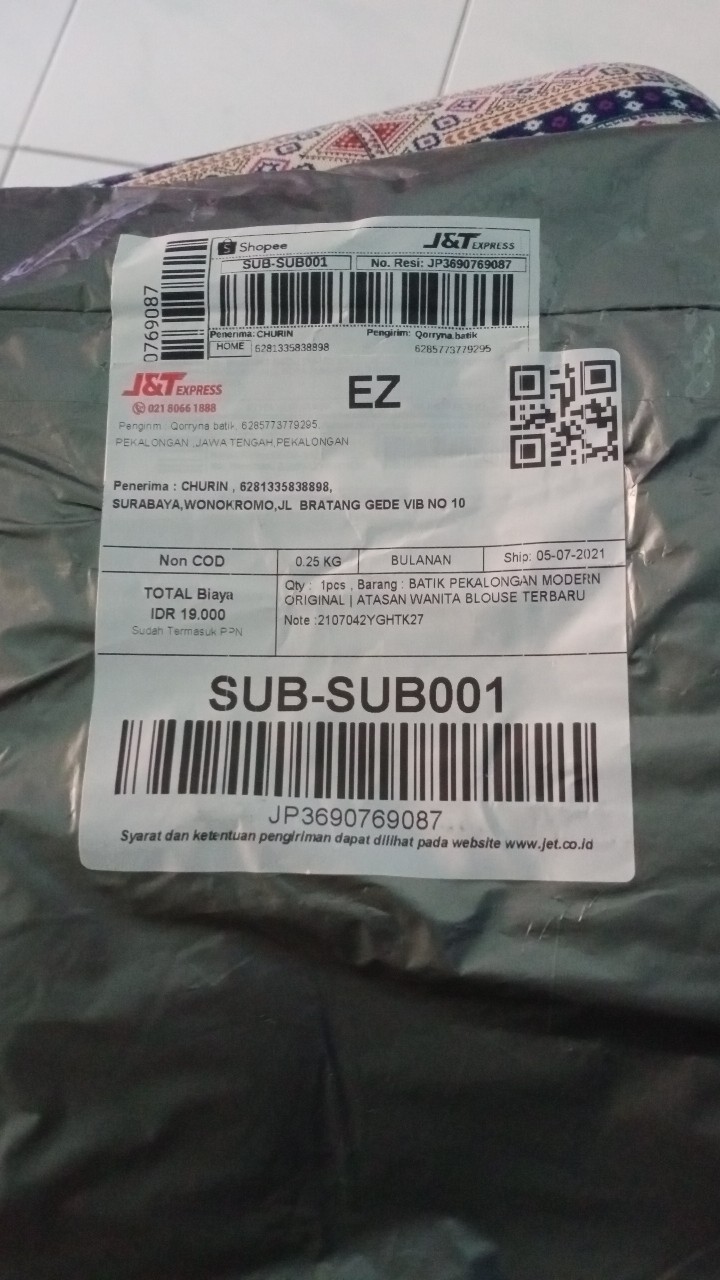 Shopee
J&T EXPRESS
SUB-SUB001
No. Resi: JP3690769087
0769087
Penerima: CHURIN
Pengirim: Qorryna.batik
HOME 6281335838898
6285773779295
J&T EXPRESS
021 8066 1888
EZ
Pengirim : Qorryna batik, 6285773779295,
PEKALONGAN ,JAWA TENGAH,PEKALONGAN
Penerima : CHURIN , 6281335838898,
SURABAYA,WONOKROMO,JL BRATANG GEDE VIB NO 10
Non COD
0.25 KG
BULANAN
Ship: 05-07-2021
TOTAL Biaya
IDR 19.000
Sudah Termasuk PPN
Qty : 1pcs , Barang : BATIK PEKALONGAN MODERN
ORIGINAL | ATASAN WANITA BLOUSE TERBARU
Note :2107042YGHTK27
SUB-SUB001
JP3690769087
Syarat dan ketentuan pengiriman dapat dilihat pada website www.jet.co.id